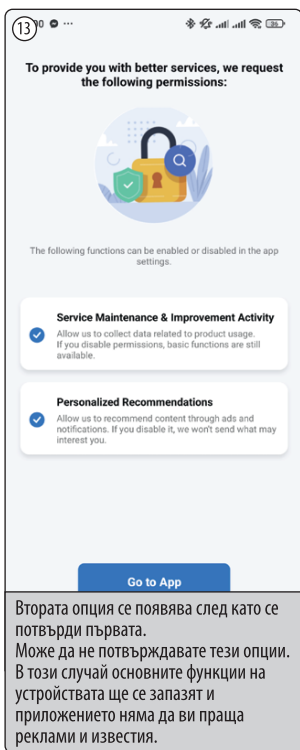 13 0 ...
36
To provide you with better services, we request
the following permissions:
The following functions can be enabled or disabled in the app
settings.
Service Maintenance & Improvement Activity
Allow us to collect data related to product usage.
If you disable permissions, basic functions are still
available.
Personalized Recommendations
Allow us to recommend content through ads and
notifications. If you disable it, we won't send what may
interest you.
Go to App
Втората опция се появява след като се
потвърди първата.
Може да не потвърждавате тези опции.
В този случай основните функции на
устройствата ще се запазят и
приложението няма да ви праща
реклами и известия.